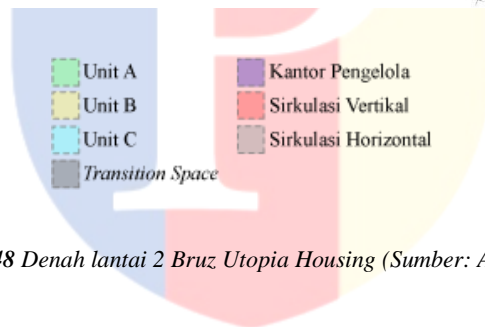 Unit A
Unit B
Unit C
Transition Space
Kantor Pengelola
Sirkulasi Vertikal
Sirkulasi Horizontal
48 Denah lantai 2 Bruz Utopia Housing (Sumber: A